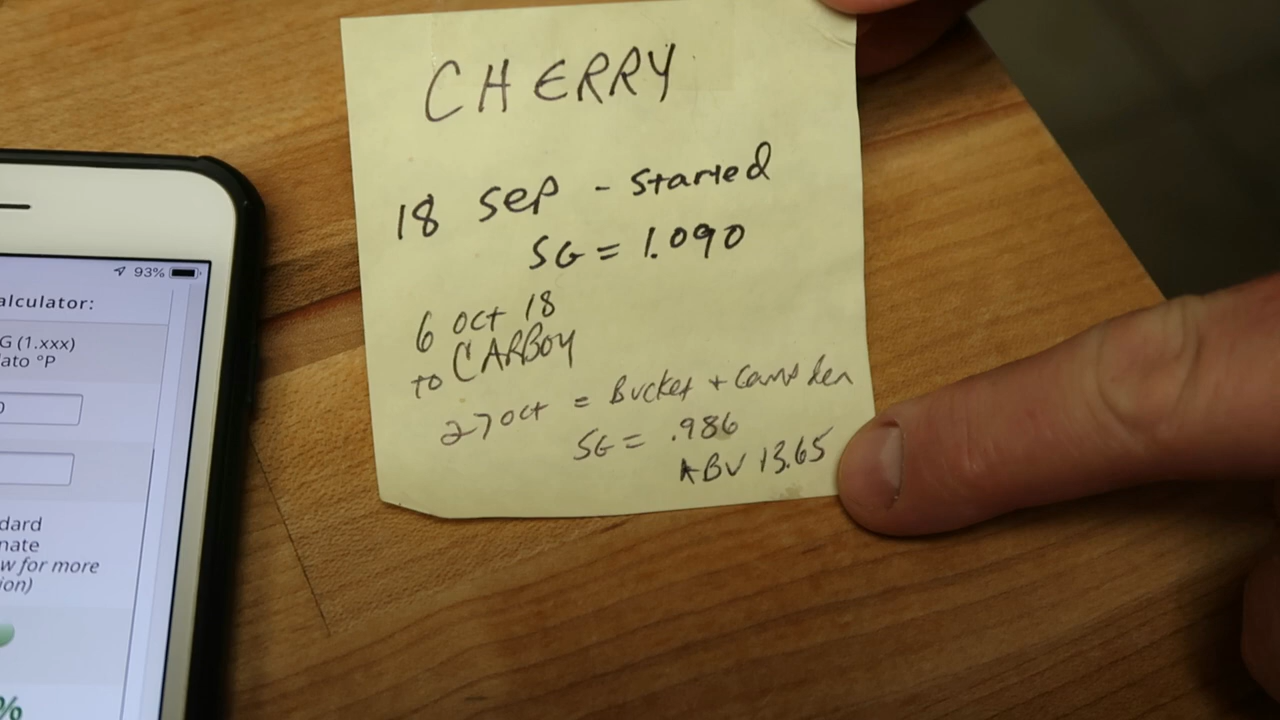 CHERRY
18 Sep - Started
SG = 1.090
6 Oct 18
to CARBOY
27 Oct = Bucket + Camden
SG = .986
ABV 13.65
93%
alculator:
G (1.xxx)
lato °P
dard
nate
w for more
ion)
%